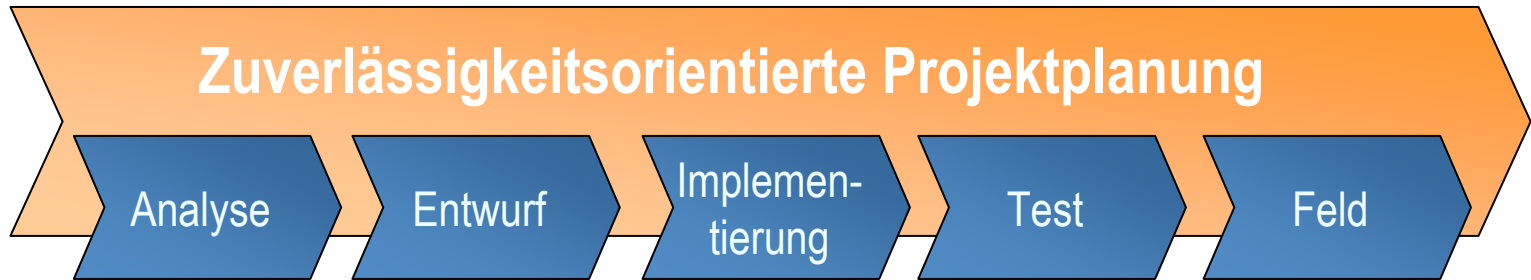 Zuverlässigkeitsorientierte Projektplanung
Analyse
Entwurf
Implemen-
tierung
Test
Feld